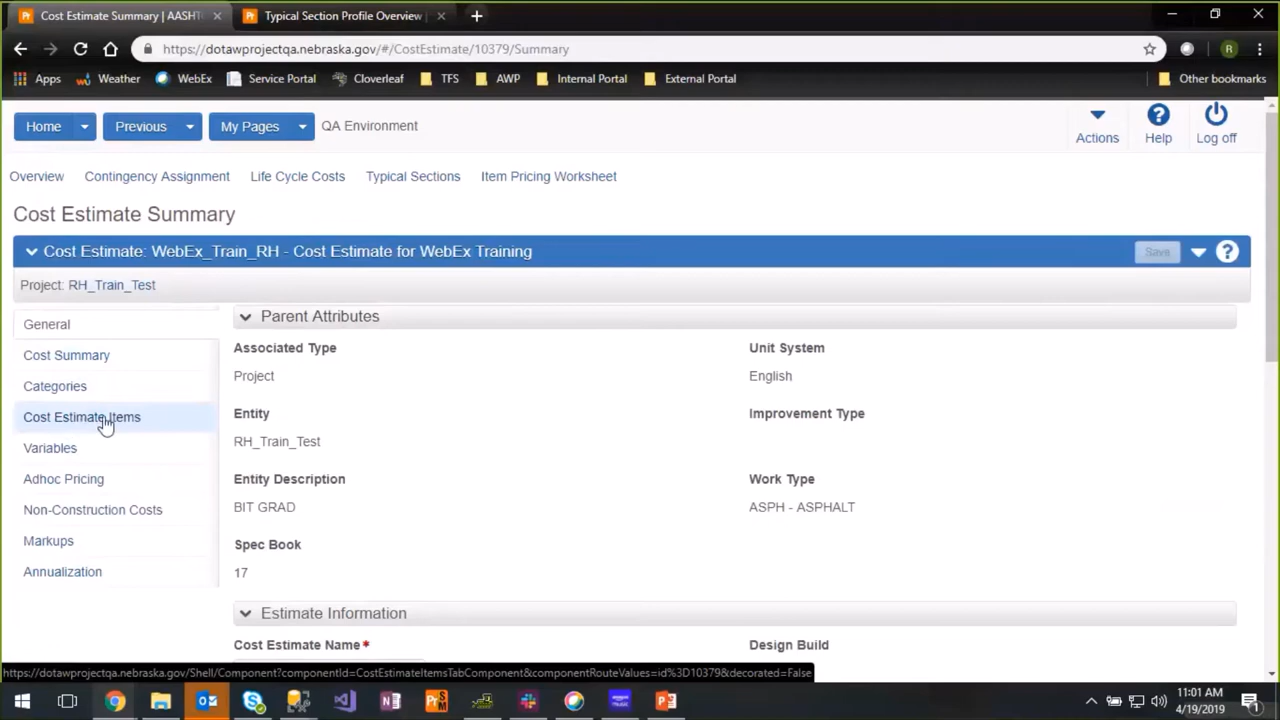 Cost Estimate Summary | AASHT
Typical Section Profile Overview
https://dotawprojectqa.nebraska.gov/#/CostEstimate/10379/Summary
R
Apps Weather WebEx Service Portal Cloverleaf TFS AWP Internal Portal External Portal Other bookmarks
Home Previous My Pages QA Environment Actions Help Log off
Overview Contingency Assignment Life Cycle Costs Typical Sections Item Pricing Worksheet
Cost Estimate Summary
Cost Estimate: WebEx_Train_RH - Cost Estimate for WebEx Training Save
Project: RH_Train_Test
General
Cost Summary
Categories
Cost Estimate Items
Variables
Adhoc Pricing
Non-Construction Costs
Markups
Annualization
Parent Attributes
Associated Type Unit System
Project English
Entity Improvement Type
RH_Train_Test
Entity Description Work Type
BIT GRAD ASPH - ASPHALT
Spec Book
17
Estimate Information
Cost Estimate Name* Design Build
https://dotawprojectqa.nebraska.gov/Shell/Component?componentId=CostEstimateItemsTabComponent&componentRouteValues=id%3D10379&decorated=False
11:01 AM
4/19/2019